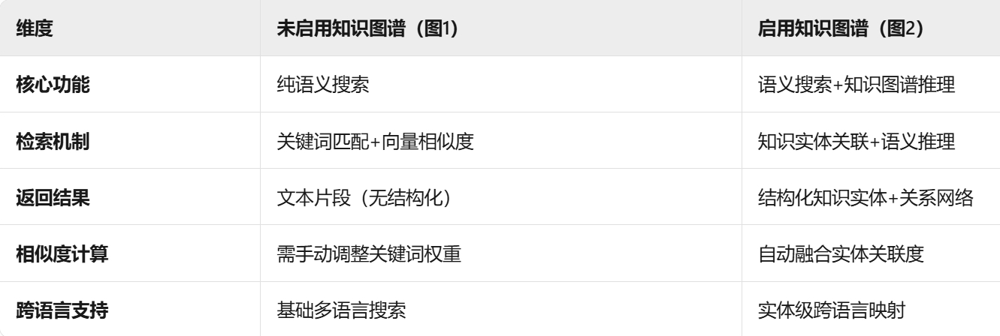 维度 未启用知识图谱（图1） 启用知识图谱（图2）
核心功能 纯语义搜索 语义搜索+知识图谱推理
检索机制 关键词匹配+向量相似度 知识实体关联+语义推理
返回结果 文本片段（无结构化） 结构化知识实体+关系网络
相似度计算 需手动调整关键词权重 自动融合实体关联度
跨语言支持 基础多语言搜索 实体级跨语言映射